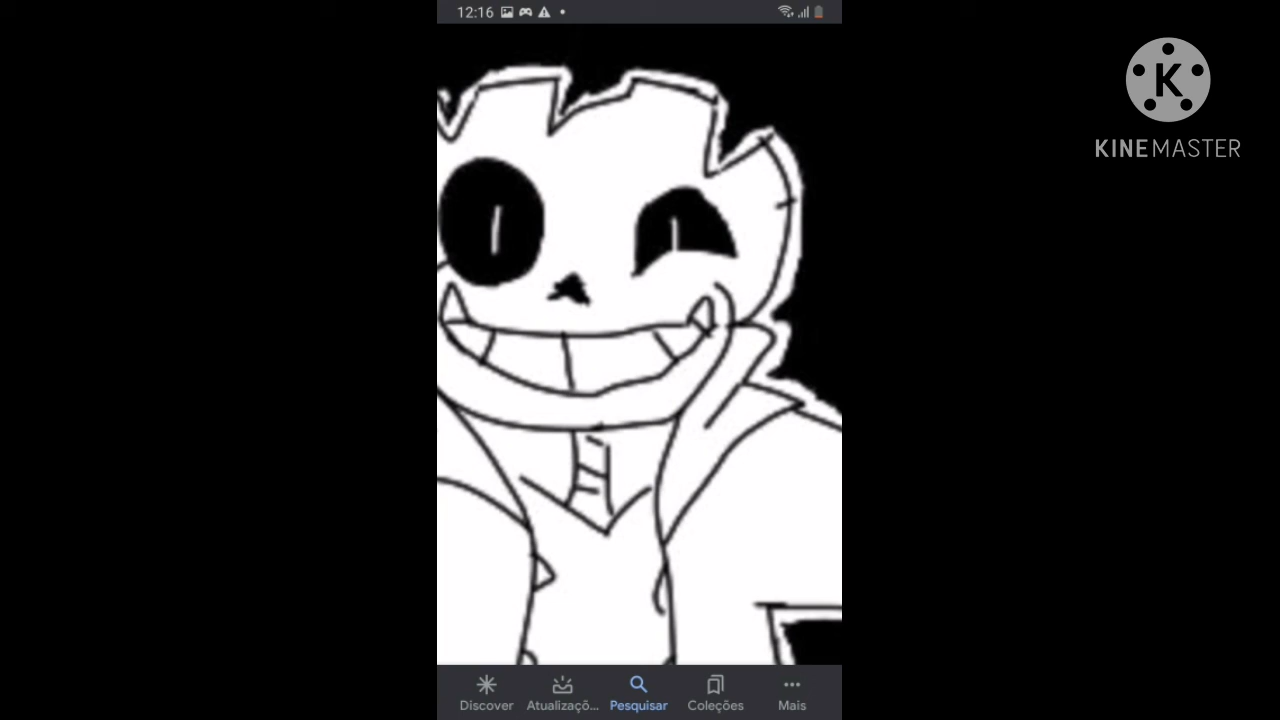 12:16
K
KINEMASTER
Discover
Atualizaçõ...
Pesquisar
Coleções
Mais